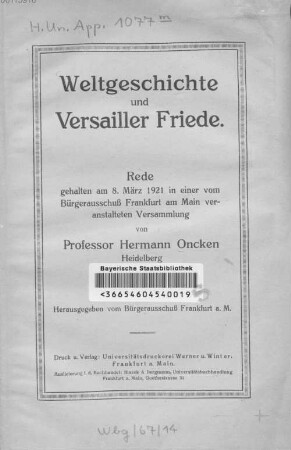 H. Un. App. 1077 m
Weltgeschichte
und
Versailler Friede.
Rede
gehalten am 8. März 1921 in einer vom
Bürgerausschuß Frankfurt am Main ver-
anstalteten Versammlung
von
Professor Hermann Oncken
Heidelberg
Bayerische Staatsbibliothek
<36654604540019
S
Herausgegeben vom Bürgerausschuß Frankfurt a. M.
Druck u. Verlag: Universitätsdruckerei Werner u. Winter.
Frankfurt a. Main.
Frankfurt a. Main,
Wbg/67/14